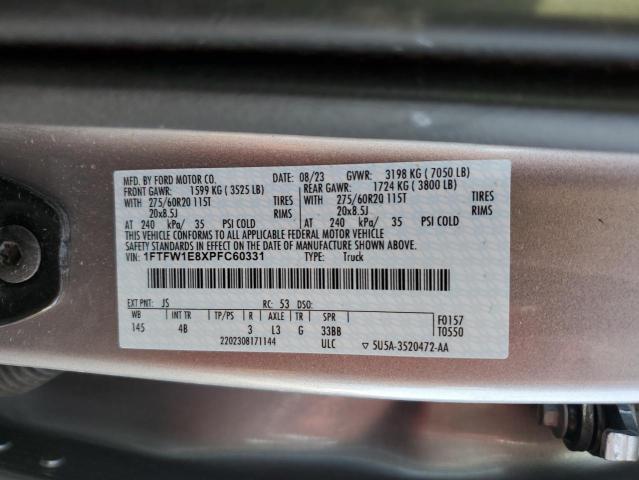 MFD. BY FORD MOTOR CO. DATE: 08/23 GVWR: 3198 KG ( 7050 LB)
FRONT GAWR: 1599 KG ( 3525 LB) REAR GAWR: 1724 KG ( 3800 LB)
WITH 275/60R20 115T TIRES WITH 275/60R20 115T TIRES
20x8.5J RIMS 20x8.5J RIMS
AT 240 kPa/ 35 PSI COLD AT 240 kPa/ 35 PSI COLD
THIS VEHICLE CONFORMS TO ALL APPLICABLE FEDERAL MOTOR VEHICLE
SAFETY STANDARDS IN EFFECT ON THE DATE OF MANUFACTURE SHOWN ABOVE.
VIN: 1FTFW1E8XPFC60331 TYPE: Truck
EXT PNT: JS RC: 53 DSO:
WB INT TR TP/PS R AXLE TR SPR F0157
145 4B 3 L3 G 33BB T0550
2202308171144 ULC ▽ 5U5A-3520472-AA